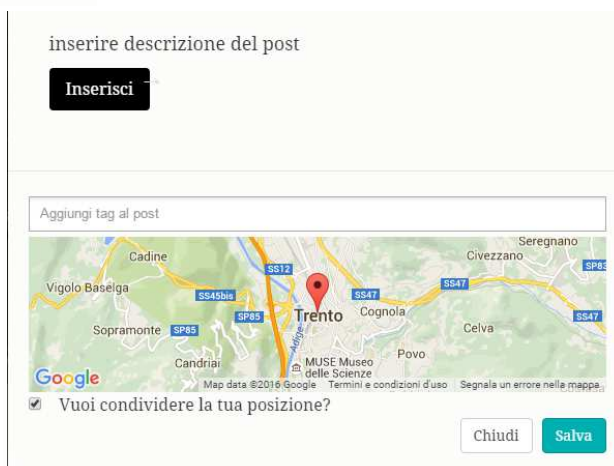 inserire descrizione del post
Inserisci
Aggiungi tag al post
Seregnano
Cadine
Civezzano
SS12
SP83
Vigolo Baselga
SS45bis
SS47
SS47
Trento
Cognola
SP85
SS47
Sopramonte
SP85
Celva
Adige
Candriai
Povo
MUSE Museo
delle Scienze
Google
Map data ©2016 Google
Termini e condizioni d'uso
Segnala un errore nella mappa
Vuoi condividere la tua posizione?
Chiudi
Salva